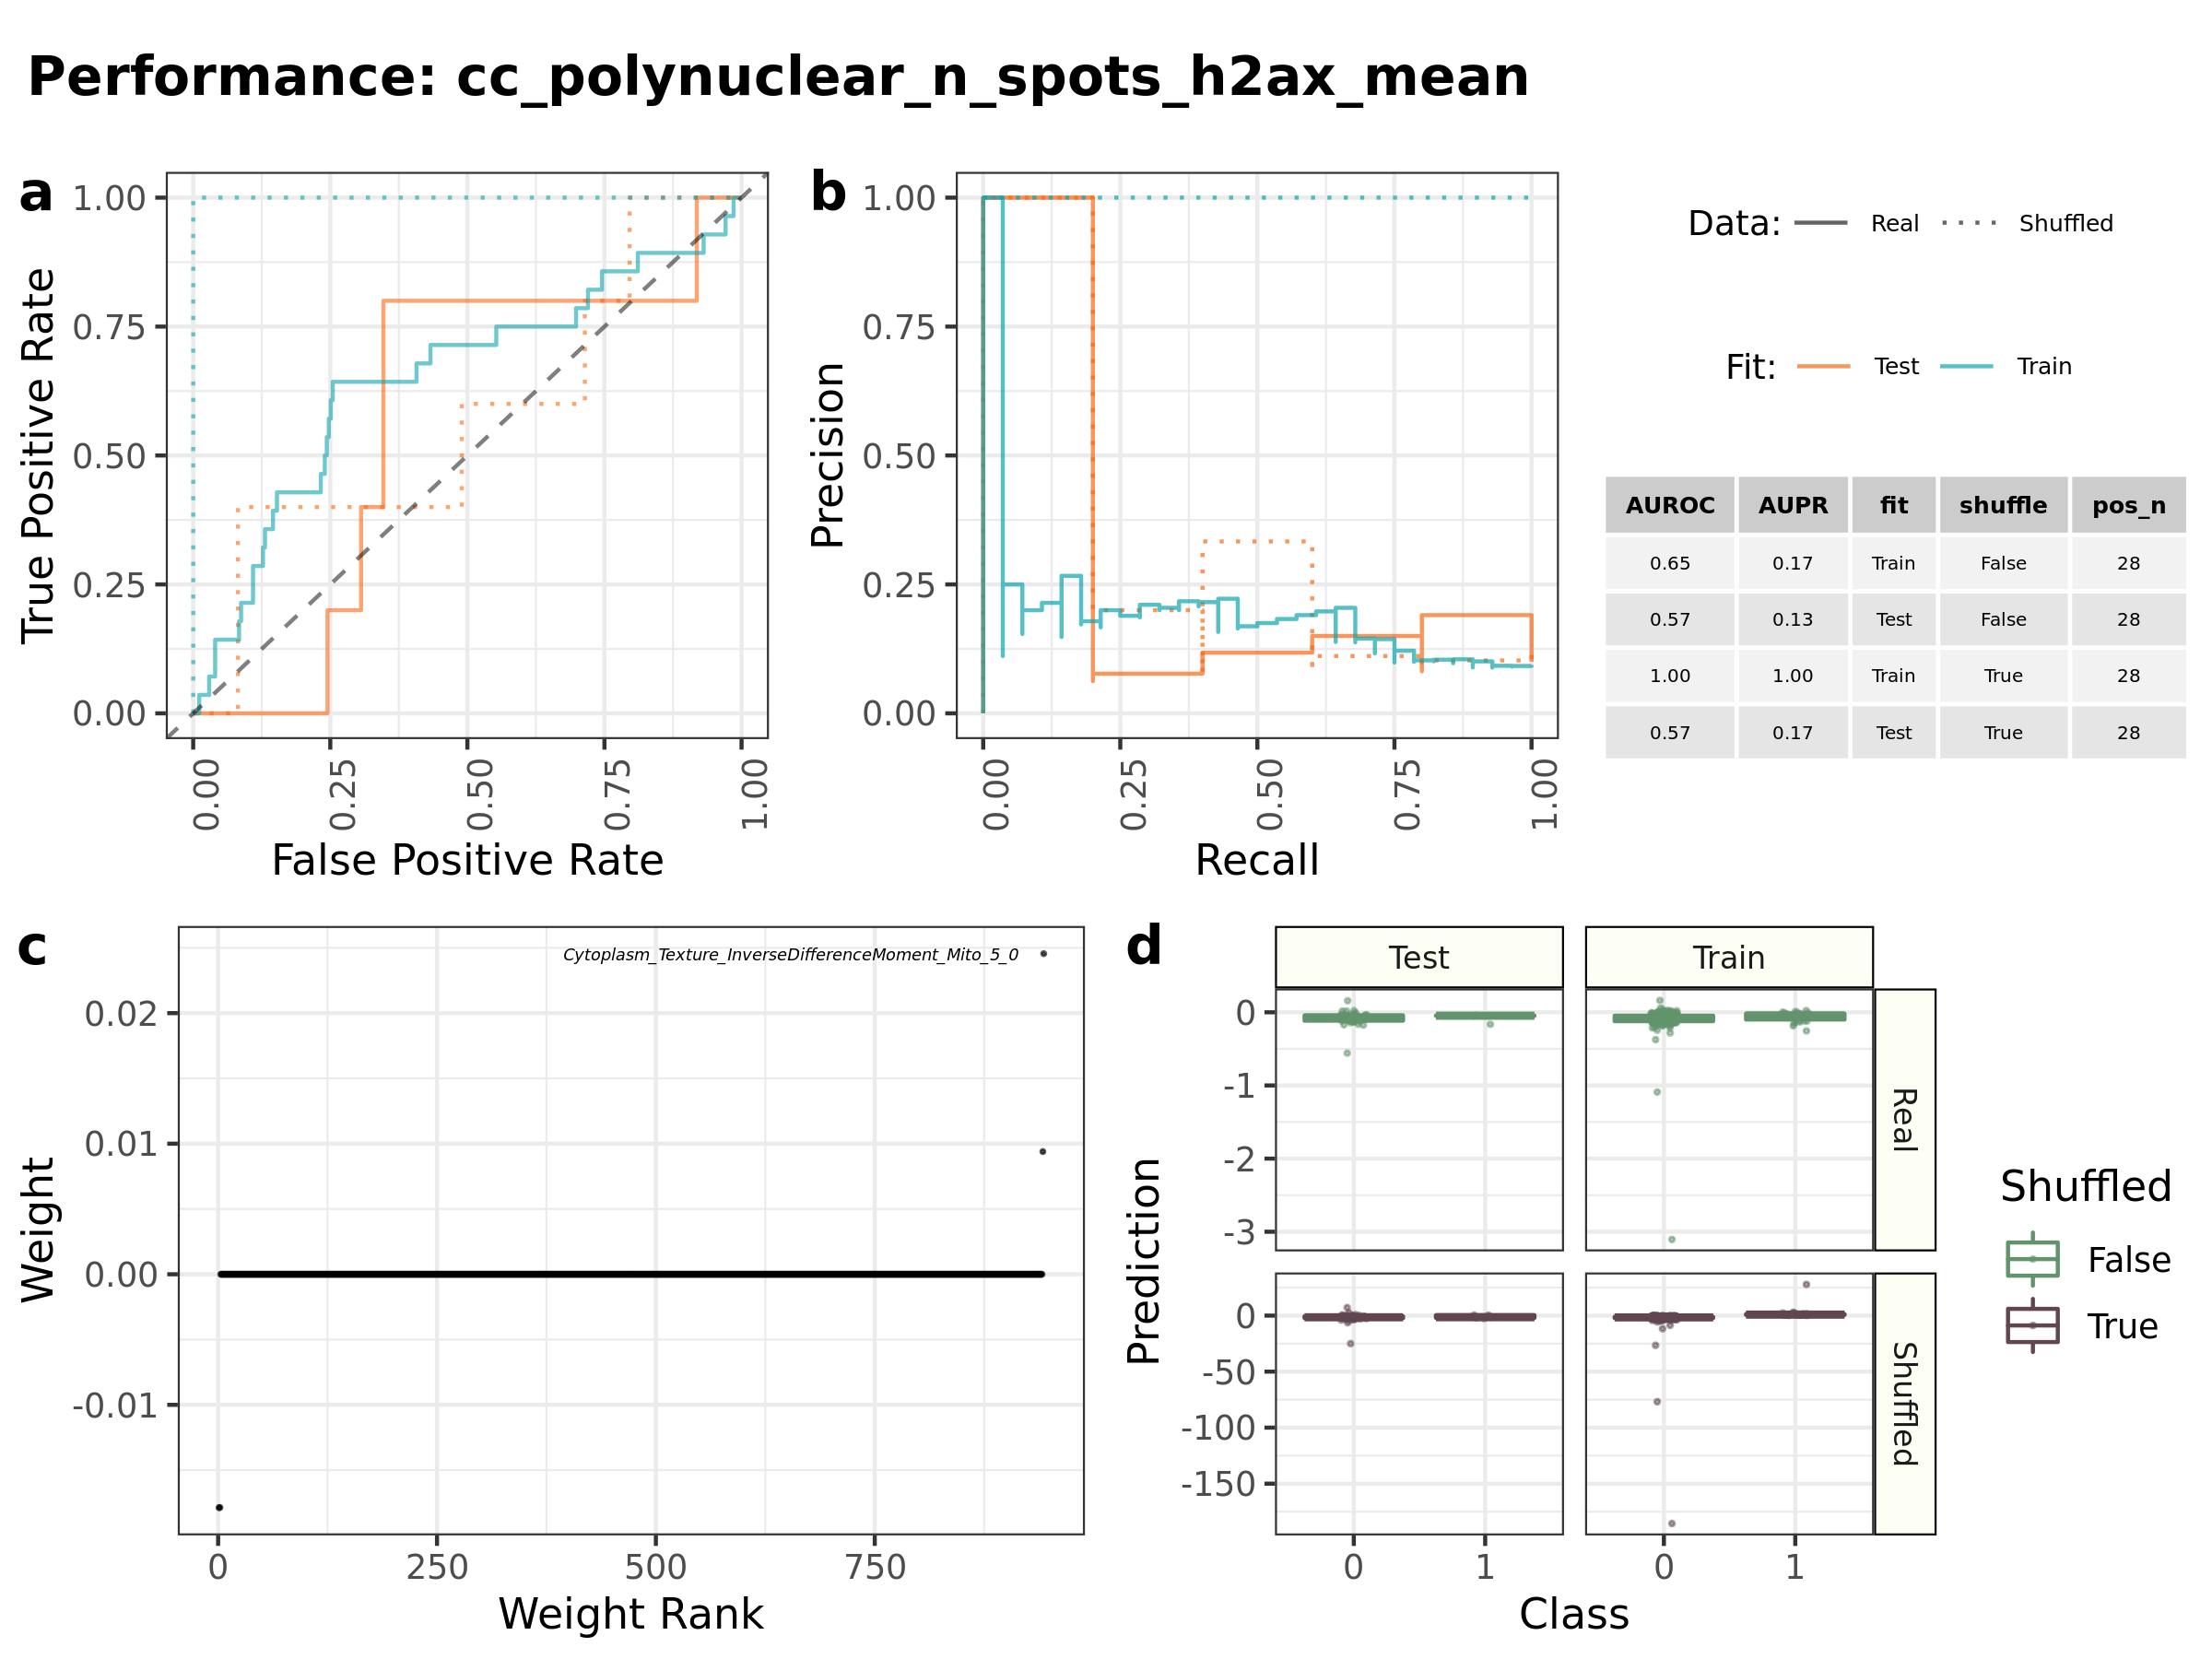 Performance: cc_polynuclear_n_spots_h2ax_mean
a
1.00
0.75
0.50
0.25
0.00
True Positive Rate
0.00
0.25
0.50
0.75
1.00
False Positive Rate
b
1.00
0.75
0.50
0.25
0.00
Precision
0.00
0.25
0.50
0.75
1.00
Recall
Data: Real Shuffled
Fit: Test Train
AUROC AUPR fit shuffle pos_n
0.65 0.17 Train False 28
0.57 0.13 Test False 28
1.00 1.00 Train True 28
0.57 0.17 Test True 28
c
Cytoplasm_Texture_InverseDifferenceMoment_Mito_5_0
0.02
0.01
0.00
-0.01
Weight
0 250 500 750
Weight Rank
d
Test Train
0
-1
-2
-3
Real
0
-50
-100
-150
Shuffled
Prediction
0 1 0 1
Class
Shuffled
False
True